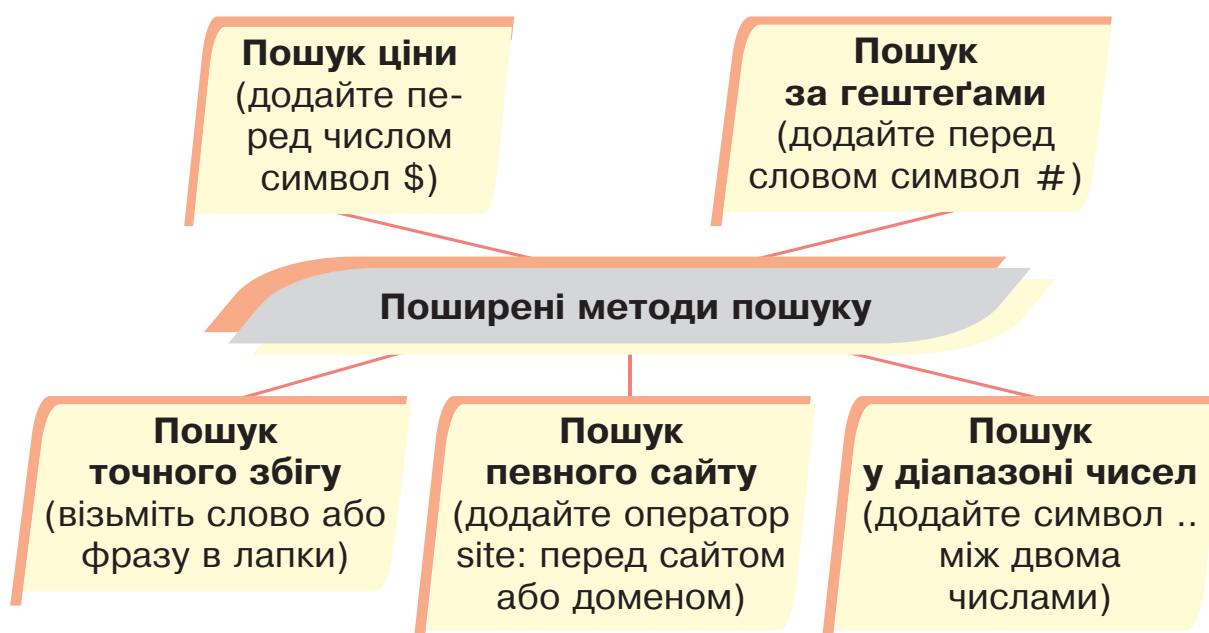 Пошук ціни
(додайте пе-
ред числом
символ $)
Пошук
за гештеґами
(додайте перед
словом символ #)
Поширені методи пошуку
Пошук
точного збігу
(візьміть слово або
фразу в лапки)
Пошук
певного сайту
(додайте оператор
site: перед сайтом
або доменом)
Пошук
у діапазоні чисел
(додайте символ ..
між двома
числами)